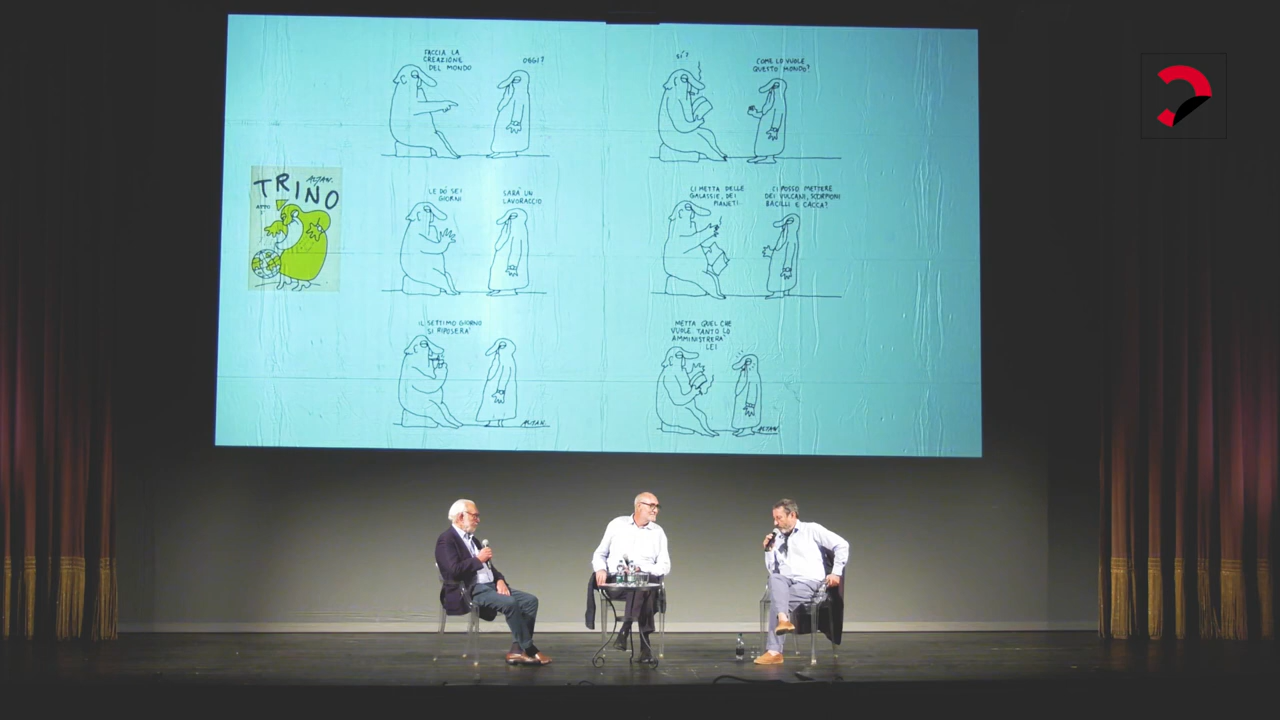 FACCIA LA
CREAZIONE
DEL MONDO
OGGI?
SÌ?
COME LO VUOLE
QUESTO MONDO?
TRINO
ALTAN.
ATTO
LE DÒ SEI
GIORNI
SARÀ UN
LAVORACCIO
CI METTA DELLE
GALASSIE, DEI
PIANETI.
CI POSSO METTERE
DEI VULCANI, SCORPIONI
BACILLI E CACCA?
IL SETTIMO GIORNO
SI RIPOSERÀ
METTA QUEL CHE
VUOLE TANTO LO
AMMINISTRERÀ
LEI
ALTAN.
ALTAN.